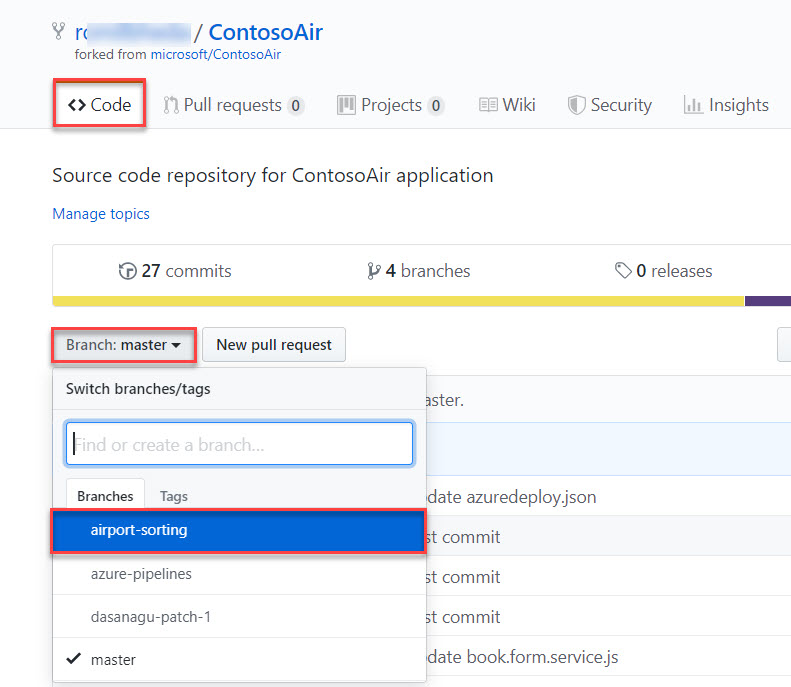 / ContosoAir
forked from microsoft/ContosoAir
<> Code Pull requests 0 Projects 0 Wiki Security Insights
Source code repository for ContosoAir application
Manage topics
27 commits 4 branches 0 releases
Branch: master New pull request
Switch branches/tags
aster.
Find or create a branch...
Branches Tags
date azuredeploy.json
airport-sorting
st commit
azure-pipelines
st commit
dasanagu-patch-1
st commit
master
date book.form.service.js